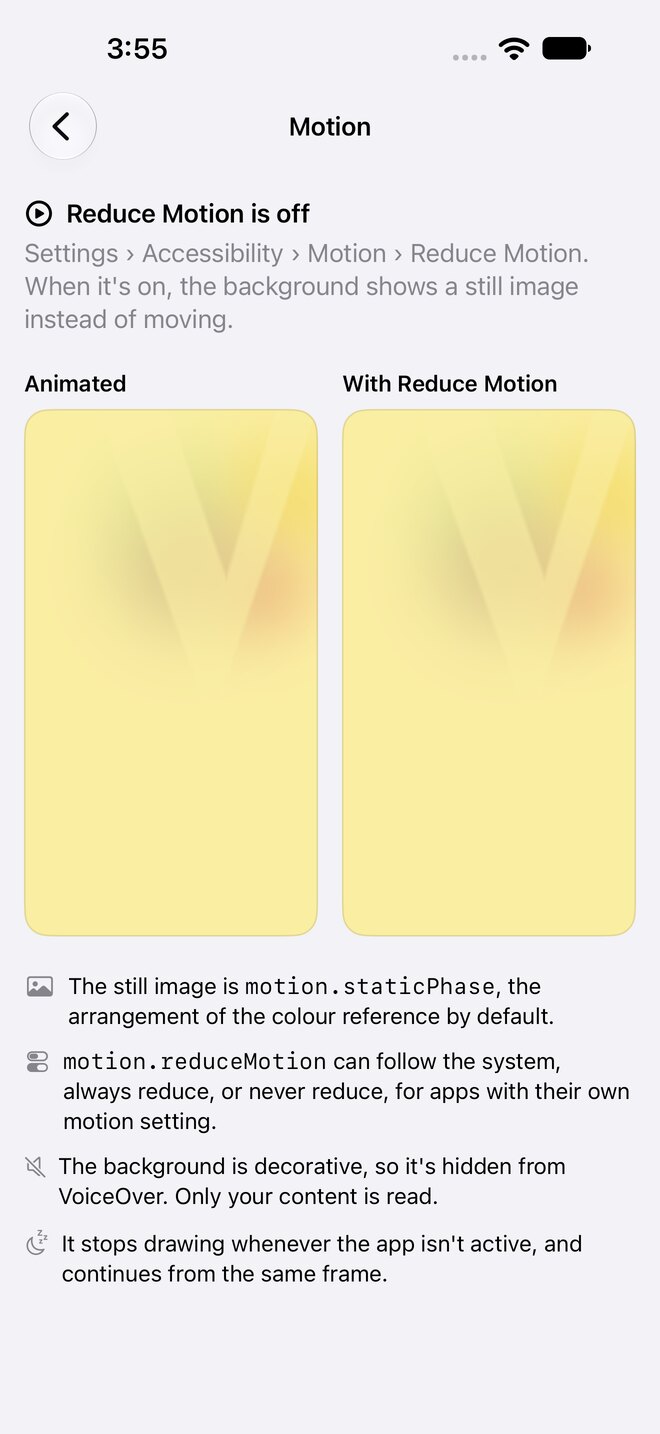 3:55
Motion
Reduce Motion is off
Settings › Accessibility › Motion › Reduce Motion.
When it's on, the background shows a still image
instead of moving.
Animated
With Reduce Motion
The still image is motion.staticPhase, the
arrangement of the colour reference by default.
motion.reduceMotion can follow the system,
always reduce, or never reduce, for apps with their own
motion setting.
The background is decorative, so it's hidden from
VoiceOver. Only your content is read.
It stops drawing whenever the app isn't active, and
continues from the same frame.